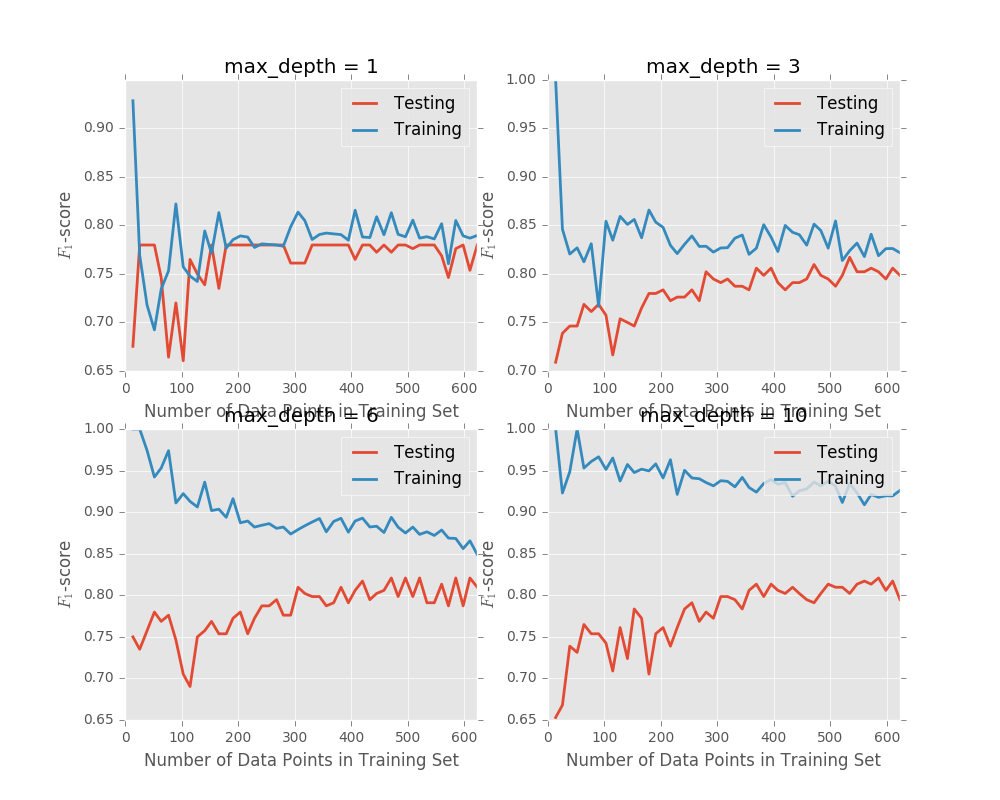 max_depth = 1
Testing
Training
0.90
0.85
0.80
0.75
0.70
0.65
F1-score
0 100 200 300 400 500 600
Number of Data Points in Training Set
max_depth = 3
Testing
Training
1.00
0.95
0.90
0.85
0.80
0.75
0.70
F1-score
0 100 200 300 400 500 600
Number of Data Points in Training Set
max_depth = 6
Testing
Training
1.00
0.95
0.90
0.85
0.80
0.75
0.70
0.65
F1-score
0 100 200 300 400 500 600
Number of Data Points in Training Set
max_depth = 10
Testing
Training
1.00
0.95
0.90
0.85
0.80
0.75
0.70
0.65
F1-score
0 100 200 300 400 500 600
Number of Data Points in Training Set